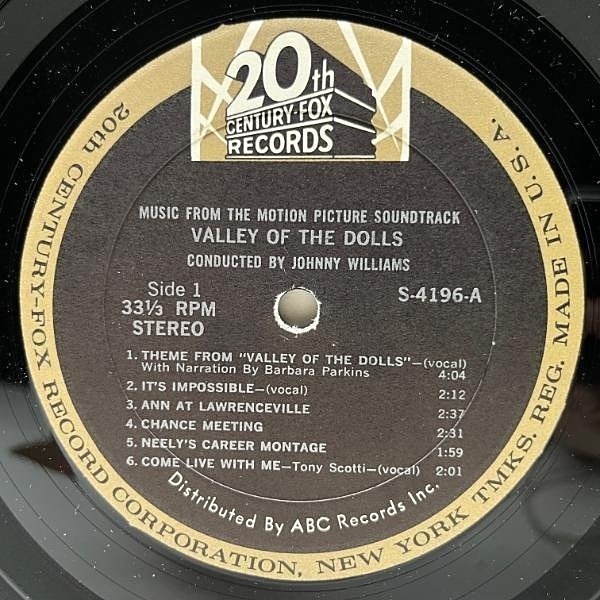 20th
CENTURY-FOX
RECORDS
MUSIC FROM THE MOTION PICTURE SOUNDTRACK
VALLEY OF THE DOLLS
CONDUCTED BY JOHNNY WILLIAMS
Side 1
33⅓ RPM
STEREO
S-4196-A
1. THEME FROM "VALLEY OF THE DOLLS"—(vocal)
With Narration By Barbara Parkins 4:04
2. IT'S IMPOSSIBLE—(vocal) 2:12
3. ANN AT LAWRENCEVILLE 2:37
4. CHANCE MEETING 2:31
5. NEELY'S CAREER MONTAGE 1:59
6. COME LIVE WITH ME—Tony Scotti—(vocal) 2:01
Distributed By ABC Records Inc.
20th CENTURY-FOX RECORD CORPORATION, NEW YORK TMKS. REG. MADE IN U.S.A.